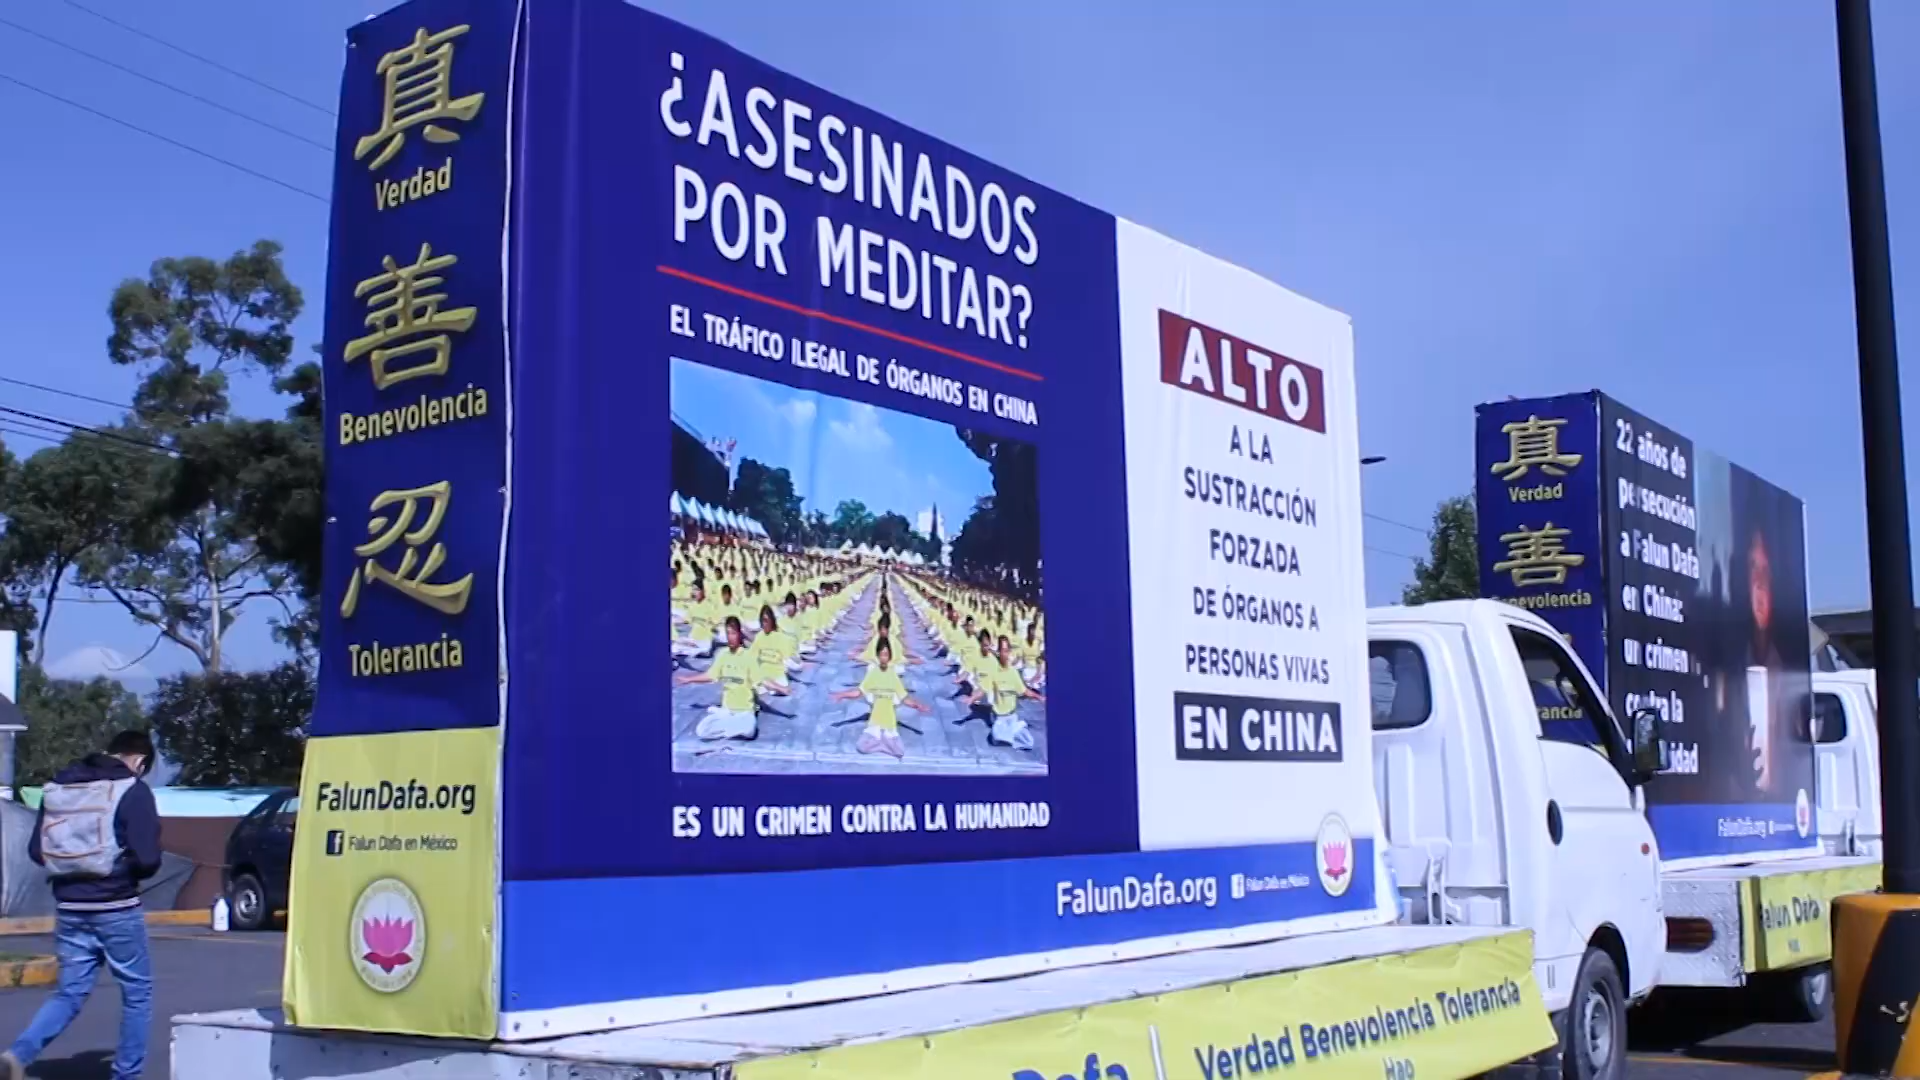 真
Verdad
善
Benevolencia
忍
Tolerancia
FalunDafa.org
Falun Dafa en México
¿ASESINADOS
POR MEDITAR?
EL TRÁFICO ILEGAL DE ÓRGANOS EN CHINA
ES UN CRIMEN CONTRA LA HUMANIDAD
ALTO
A LA
SUSTRACCIÓN
FORZADA
DE ÓRGANOS A
PERSONAS VIVAS
EN CHINA
FalunDafa.org
Falun Dafa en México
Dafa
Verdad Benevolencia Tolerancia
Hao
真
Verdad
善
Benevolencia
22 años de
persecución
a Falun Dafa
en China:
un crimen
contra la
FalunDafa.org
Falun Dafa